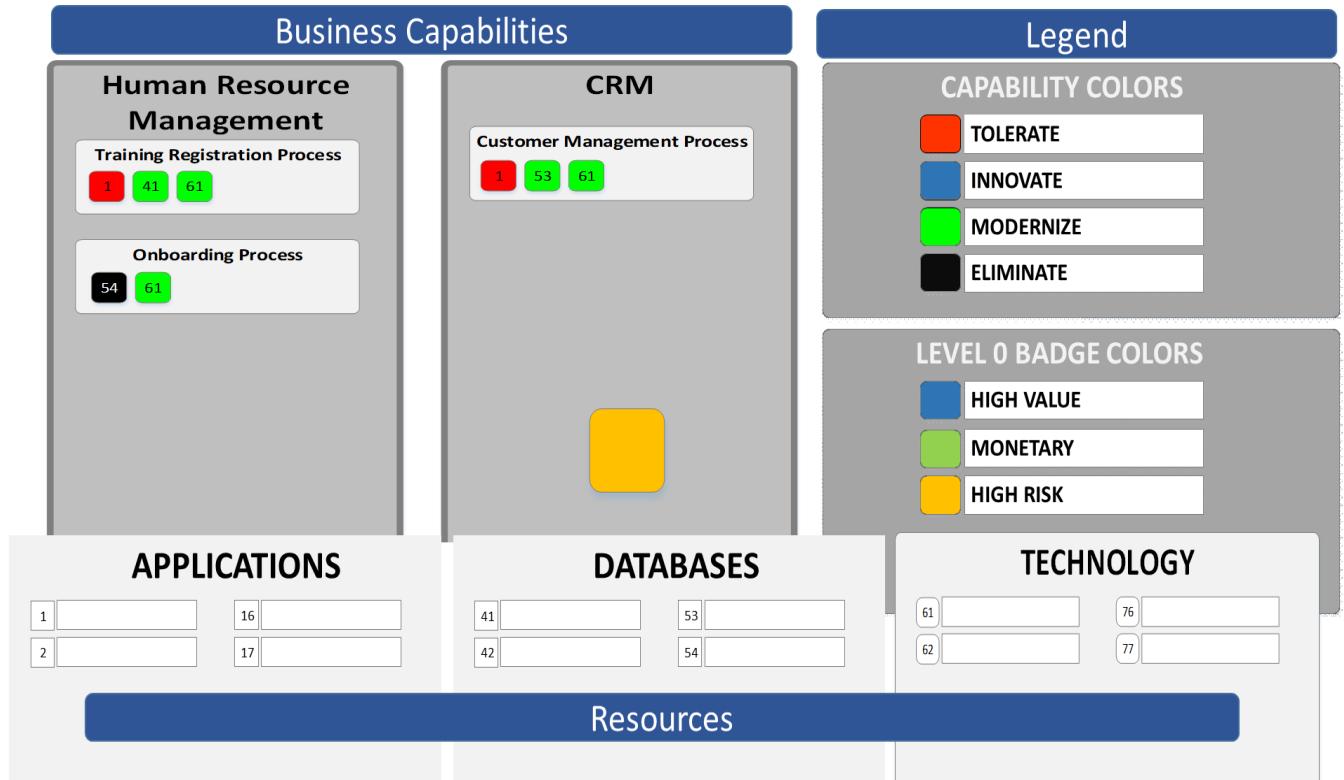 Business Capabilities
Legend
Human Resource
Management
Training Registration Process
1 41 61
Onboarding Process
54 61
CRM
Customer Management Process
1 53 61
CAPABILITY COLORS
TOLERATE
INNOVATE
MODERNIZE
ELIMINATE
LEVEL 0 BADGE COLORS
HIGH VALUE
MONETARY
HIGH RISK
APPLICATIONS
1 16
2 17
DATABASES
41 53
42 54
TECHNOLOGY
61 76
62 77
Resources